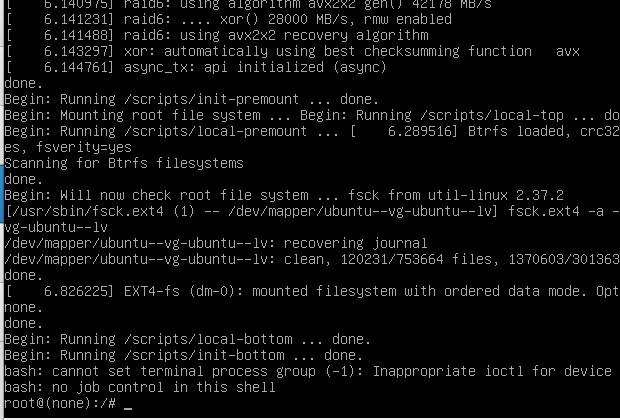 [    6.140975] raid6: using algorithm avx2x2 gen() 42178 MB/s
[    6.141231] raid6: .... xor() 28000 MB/s, rmw enabled
[    6.141488] raid6: using avx2x2 recovery algorithm
[    6.143297] xor: automatically using best checksumming function   avx
[    6.144761] async_tx: api initialized (async)
done.
Begin: Running /scripts/init-premount ... done.
Begin: Mounting root file system ... Begin: Running /scripts/local-top ... do
Begin: Running /scripts/local-premount ... [    6.289516] Btrfs loaded, crc32
es, fsverity=yes
Scanning for Btrfs filesystems
done.
Begin: Will now check root file system ... fsck from util-linux 2.37.2
[/usr/sbin/fsck.ext4 (1) -- /dev/mapper/ubuntu--vg-ubuntu--lv] fsck.ext4 -a -
vg-ubuntu--lv
/dev/mapper/ubuntu--vg-ubuntu--lv: recovering journal
/dev/mapper/ubuntu--vg-ubuntu--lv: clean, 120231/753664 files, 1370603/301363
done.
[    6.826225] EXT4-fs (dm-0): mounted filesystem with ordered data mode. Opt
none.
done.
Begin: Running /scripts/local-bottom ... done.
Begin: Running /scripts/init-bottom ... done.
bash: cannot set terminal process group (-1): Inappropriate ioctl for device
bash: no job control in this shell
root@(none):/# _